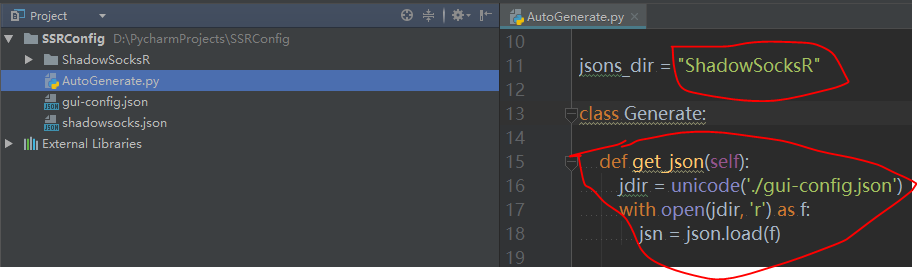 Project
SSRConfig D:\PycharmProjects\SSRConfig
ShadowSocksR
AutoGenerate.py
gui-config.json
shadowsocks.json
External Libraries
AutoGenerate.py
10
11 jsons_dir = "ShadowSocksR"
12
13 class Generate:
14
15 def get_json(self):
16 jdir = unicode('./gui-config.json')
17 with open(jdir, 'r') as f:
18 jsn = json.load(f)
19